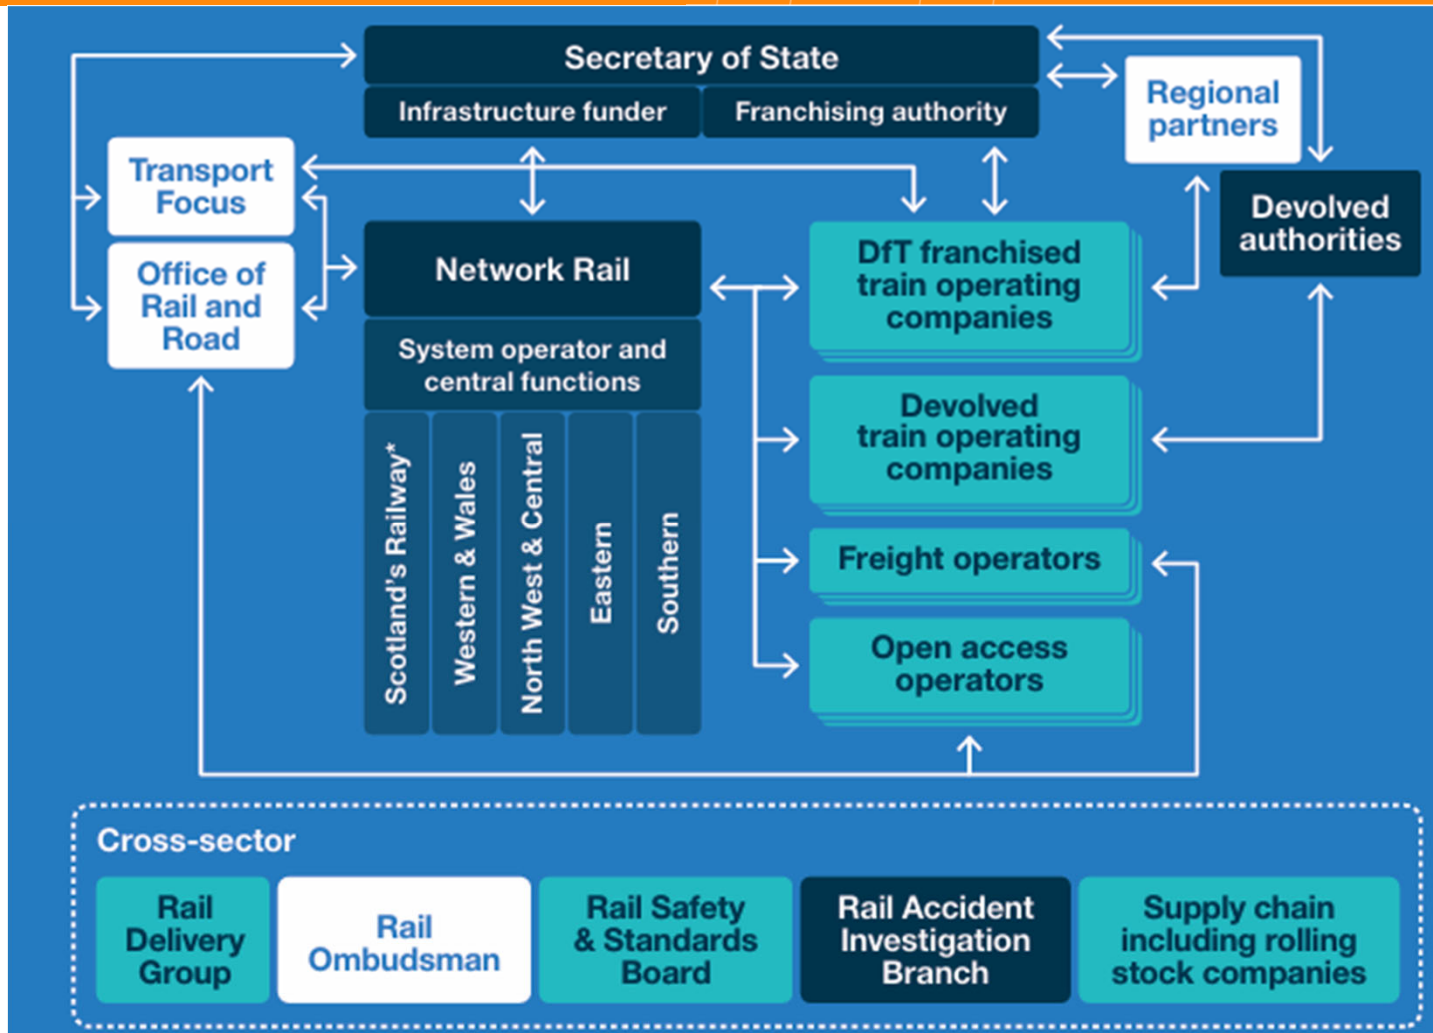 Secretary of State
Infrastructure funder
Franchising authority
Regional
partners
Transport
Focus
Devolved
authorities
Office of
Rail and
Road
Network Rail
System operator and
central functions
Scotland's Railway*
Western & Wales
North West & Central
Eastern
Southern
DfT franchised
train operating
companies
Devolved
train operating
companies
Freight operators
Open access
operators
Cross-sector
Rail
Delivery
Group
Rail
Ombudsman
Rail Safety
& Standards
Board
Rail Accident
Investigation
Branch
Supply chain
including rolling
stock companies